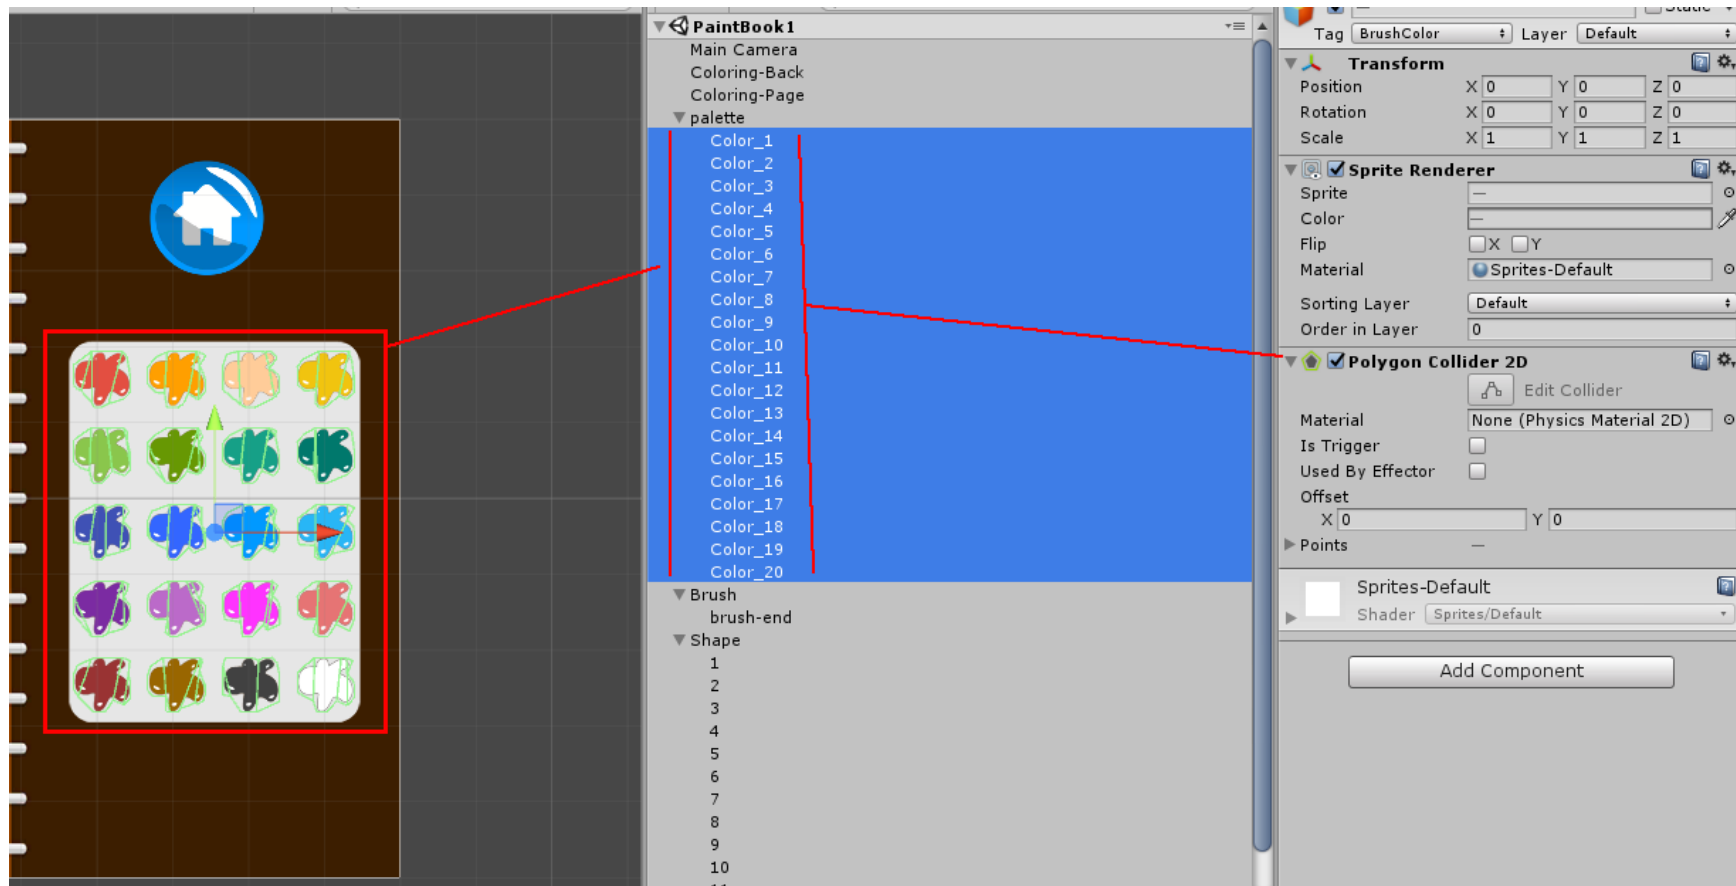 PaintBook1
Main Camera
Coloring-Back
Coloring-Page
palette
Color_1
Color_2
Color_3
Color_4
Color_5
Color_6
Color_7
Color_8
Color_9
Color_10
Color_11
Color_12
Color_13
Color_14
Color_15
Color_16
Color_17
Color_18
Color_19
Color_20
Brush
brush-end
Shape
1
2
3
4
5
6
7
8
9
10
Static
Tag BrushColor Layer Default
Transform
Position X 0 Y 0 Z 0
Rotation X 0 Y 0 Z 0
Scale X 1 Y 1 Z 1
Sprite Renderer
Sprite —
Color —
Flip X Y
Material Sprites-Default
Sorting Layer Default
Order in Layer 0
Polygon Collider 2D
Edit Collider
Material None (Physics Material 2D)
Is Trigger
Used By Effector
Offset
X 0 Y 0
Points —
Sprites-Default
Shader Sprites/Default
Add Component